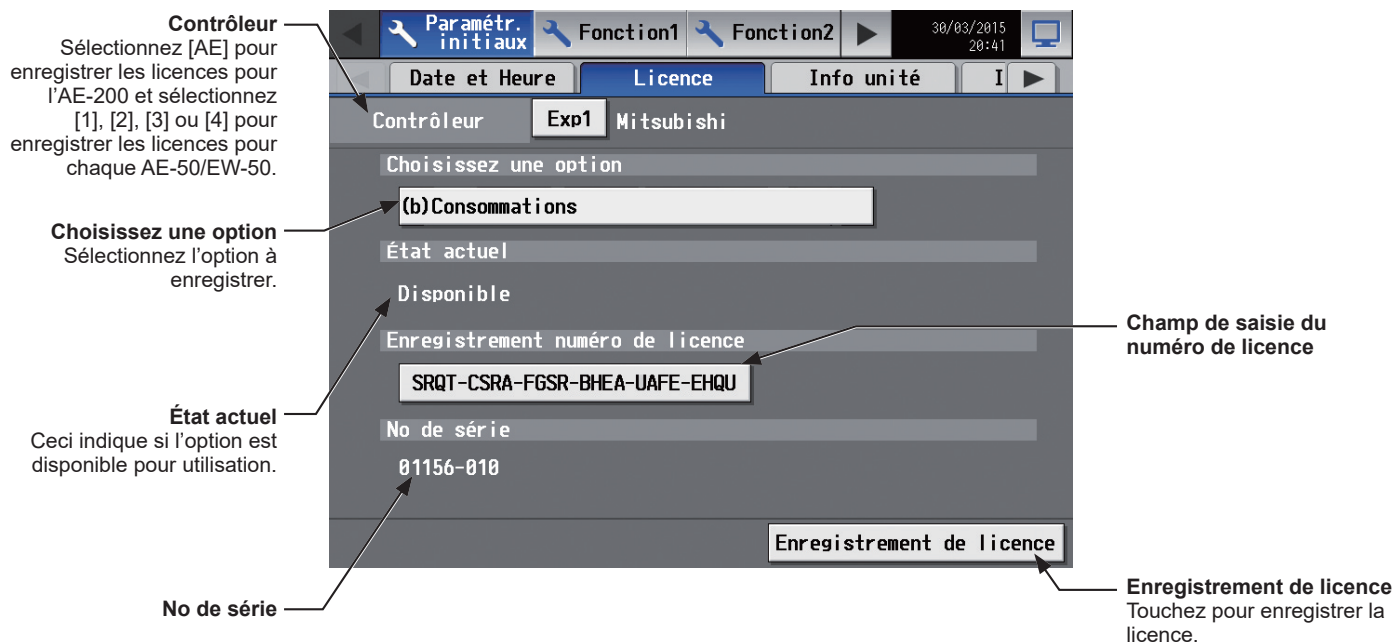 Contrôleur
Sélectionnez [AE] pour
enregistrer les licences pour
l’AE-200 et sélectionnez
[1], [2], [3] ou [4] pour
enregistrer les licences pour
chaque AE-50/EW-50.
Choisissez une option
Sélectionnez l’option à
enregistrer.
État actuel
Ceci indique si l’option est
disponible pour utilisation.
No de série
Paramétr.
initiaux
Fonction1
Fonction2
30/03/2015
20:41
Date et Heure
Licence
Info unité
I
Contrôleur
Exp1
Mitsubishi
Choisissez une option
(b)Consommations
État actuel
Disponible
Enregistrement numéro de licence
SRQT-CSRA-FGSR-BHEA-UAFE-EHQU
No de série
01156-010
Enregistrement de licence
Champ de saisie du
numéro de licence
Enregistrement de licence
Touchez pour enregistrer la
licence.